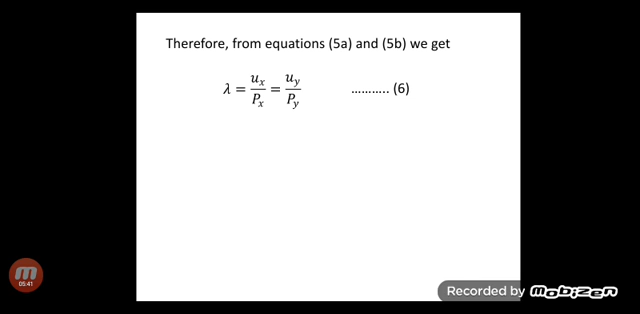 Therefore, from equations (5a) and (5b) we get
λ = u_x/P_x = u_y/P_y ........... (6)
05:41
Recorded by Mobizen